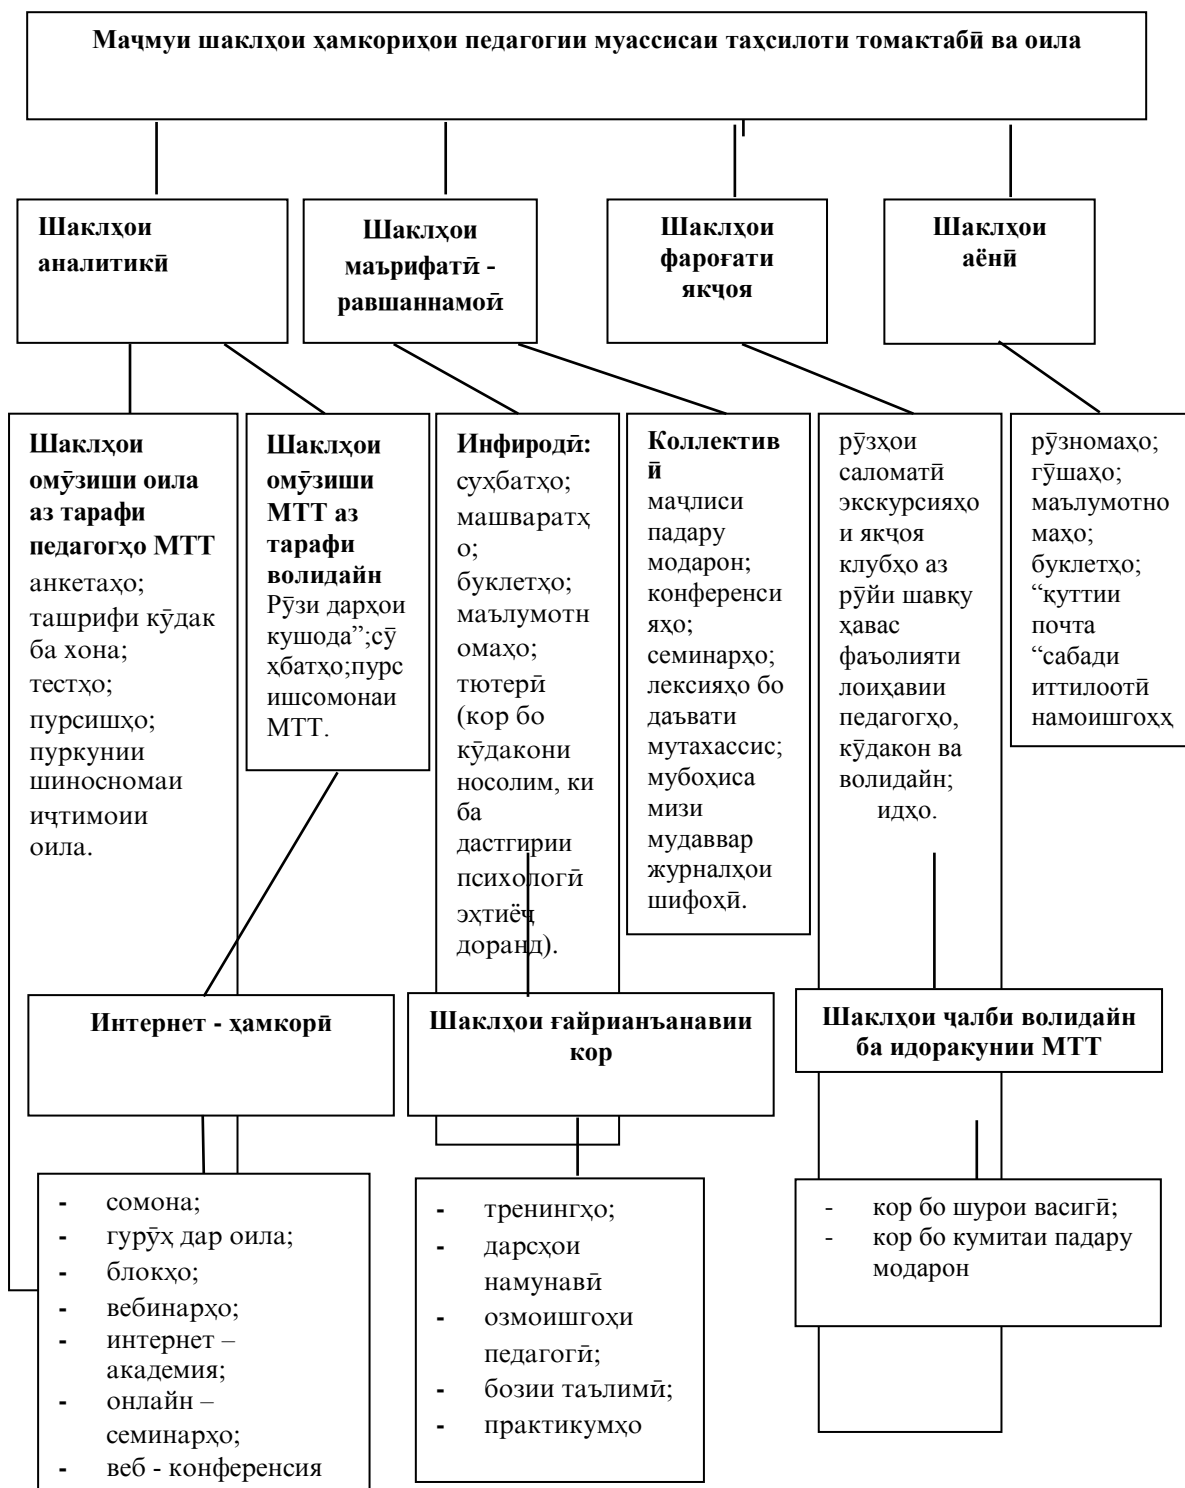 Маҷмуи шаклҳои ҳамкориҳои педагогии муассисаи таҳсилоти томактабӣ ва оила
Шаклҳои
аналитикӣ
Шаклҳои
маърифатӣ -
равшаннамоӣ
Шаклҳои
фароғати
якҷоя
Шаклҳои
аёнӣ
Шаклҳои
омӯзиши оила
аз тарафи
педагогҳо МТТ
анкетаҳо;
ташрифи кӯдак
ба хона;
тестҳо;
пурсишҳо;
пуркунии
шиносномаи
иҷтимоии
оила.
Шаклҳои
омӯзиши
МТТ аз
тарафи
волидайн
Рӯзи дарҳои
кушода”;сӯ
ҳбатҳо;пурс
ишсомонаи
МТТ.
Инфиродӣ:
суҳбатҳо;
машваратҳ
о;
буклетҳо;
маълумотн
омаҳо;
тютерӣ
(кор бо
кӯдакони
носолим, ки
ба
дастгирии
психологӣ
эҳтиёҷ
доранд).
Коллектив
ӣ
маҷлиси
падару
модарон;
конференси
яҳо;
семинарҳо;
лексияҳо бо
даъвати
мутахассис;
мубоҳиса
мизи
мудаввар
журналҳои
шифоҳӣ.
рӯзҳои
саломатӣ
экскурсияҳо
и якҷоя
клубҳо аз
рӯйи шавқу
ҳавас
фаъолияти
лоиҳавии
педагогҳо,
кӯдакон ва
волидайн;
идҳо.
рӯзномаҳо;
гӯшаҳо;
маълумотно
маҳо;
буклетҳо;
“қуттии
почта
“сабади
иттилоотӣ
намоишгоҳҳ
Интернет - ҳамкорӣ
Шаклҳои ғайрианъанавии
кор
Шаклҳои ҷалби волидайн
ба идоракунии МТТ
- сомона;
- гурӯҳ дар оила;
- блокҳо;
- вебинарҳо;
- интернет –
академия;
- онлайн –
семинарҳо;
- веб - конференсия
- тренингҳо;
- дарсҳои
намунавӣ
- озмоишгоҳи
педагогӣ;
- бозии таълимӣ;
- практикумҳо
- кор бо шурои васигӣ;
- кор бо кумитаи падару
модарон